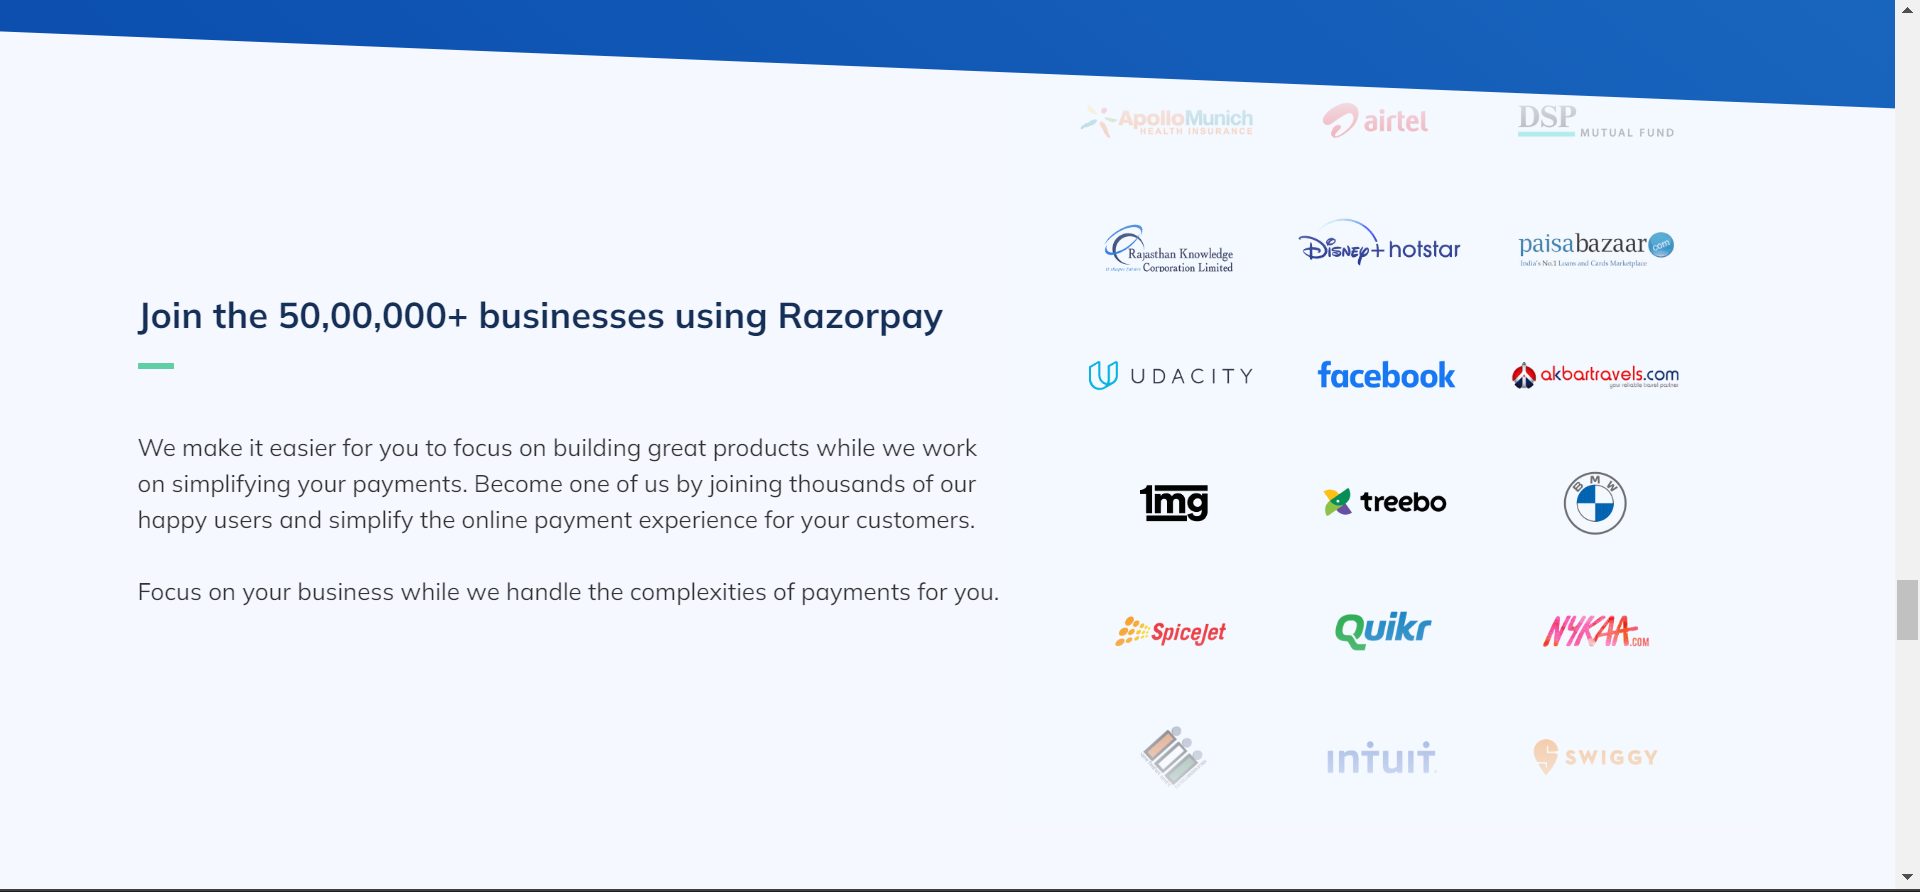 Join the 50,00,000+ businesses using Razorpay
We make it easier for you to focus on building great products while we work
on simplifying your payments. Become one of us by joining thousands of our
happy users and simplify the online payment experience for your customers.
Focus on your business while we handle the complexities of payments for you.
ApolloMunich
HEALTH INSURANCE
airtel
DSP
MUTUAL FUND
Rajasthan Knowledge
Corporation Limited
Disney+ hotstar
paisabazaar.com
India's No.1 Loans and Cards Marketplace
UDACITY
facebook
akbartravels.com
your reliable travel partner
1mg
treebo
BMW
SpiceJet
Quikr
NYKAA.COM
intuit
SWIGGY